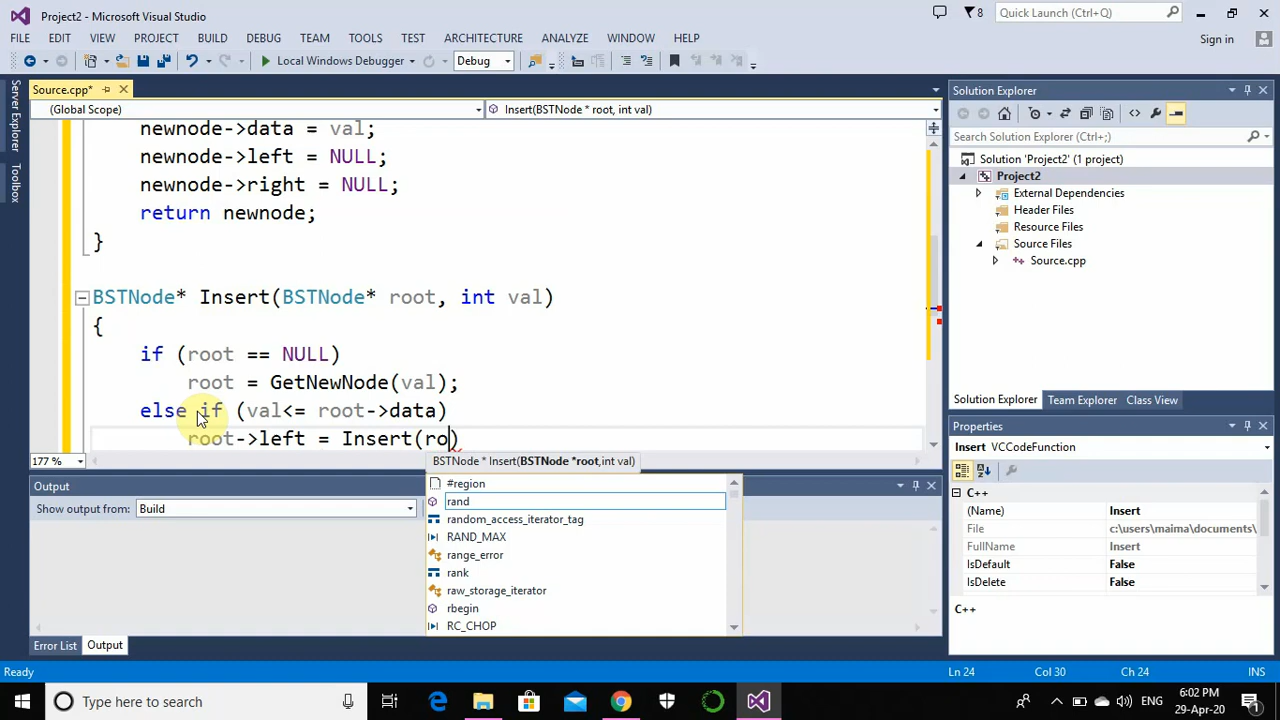 Project2 - Microsoft Visual Studio
8
Quick Launch (Ctrl+Q)
FILE EDIT VIEW PROJECT BUILD DEBUG TEAM TOOLS TEST ARCHITECTURE ANALYZE WINDOW HELP
Sign in
Local Windows Debugger
Debug
Server Explorer
Toolbox
Source.cpp*
(Global Scope)
Insert(BSTNode * root, int val)
newnode->data = val;
newnode->left = NULL;
newnode->right = NULL;
return newnode;
}
BSTNode* Insert(BSTNode* root, int val)
{
if (root == NULL)
root = GetNewNode(val);
else if (val<= root->data)
root->left = Insert(ro)
177 %
BSTNode * Insert(BSTNode *root,int val)
#region
rand
random_access_iterator_tag
RAND_MAX
range_error
rank
raw_storage_iterator
rbegin
RC_CHOP
Output
Show output from: Build
Error List Output
Solution Explorer
Search Solution Explorer (Ctrl+;)
Solution 'Project2' (1 project)
Project2
External Dependencies
Header Files
Resource Files
Source Files
Source.cpp
Solution Explorer Team Explorer Class View
Properties
Insert VCCodeFunction
C++
(Name) Insert
File c:\users\maima\documents\
FullName Insert
IsDefault False
IsDelete False
C++
Ready
Ln 24
Col 30
Ch 24
INS
Type here to search
ENG
6:02 PM
29-Apr-20
1